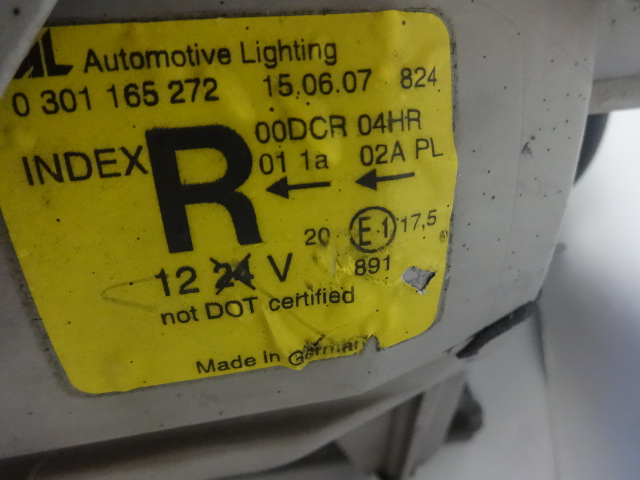 AL Automotive Lighting
0 301 165 272 15.06.07 824
INDEX R 00DCR 04HR
01 1a 02A PL
20 E1 17,5
12 24 V 891
not DOT certified
Made in Germany